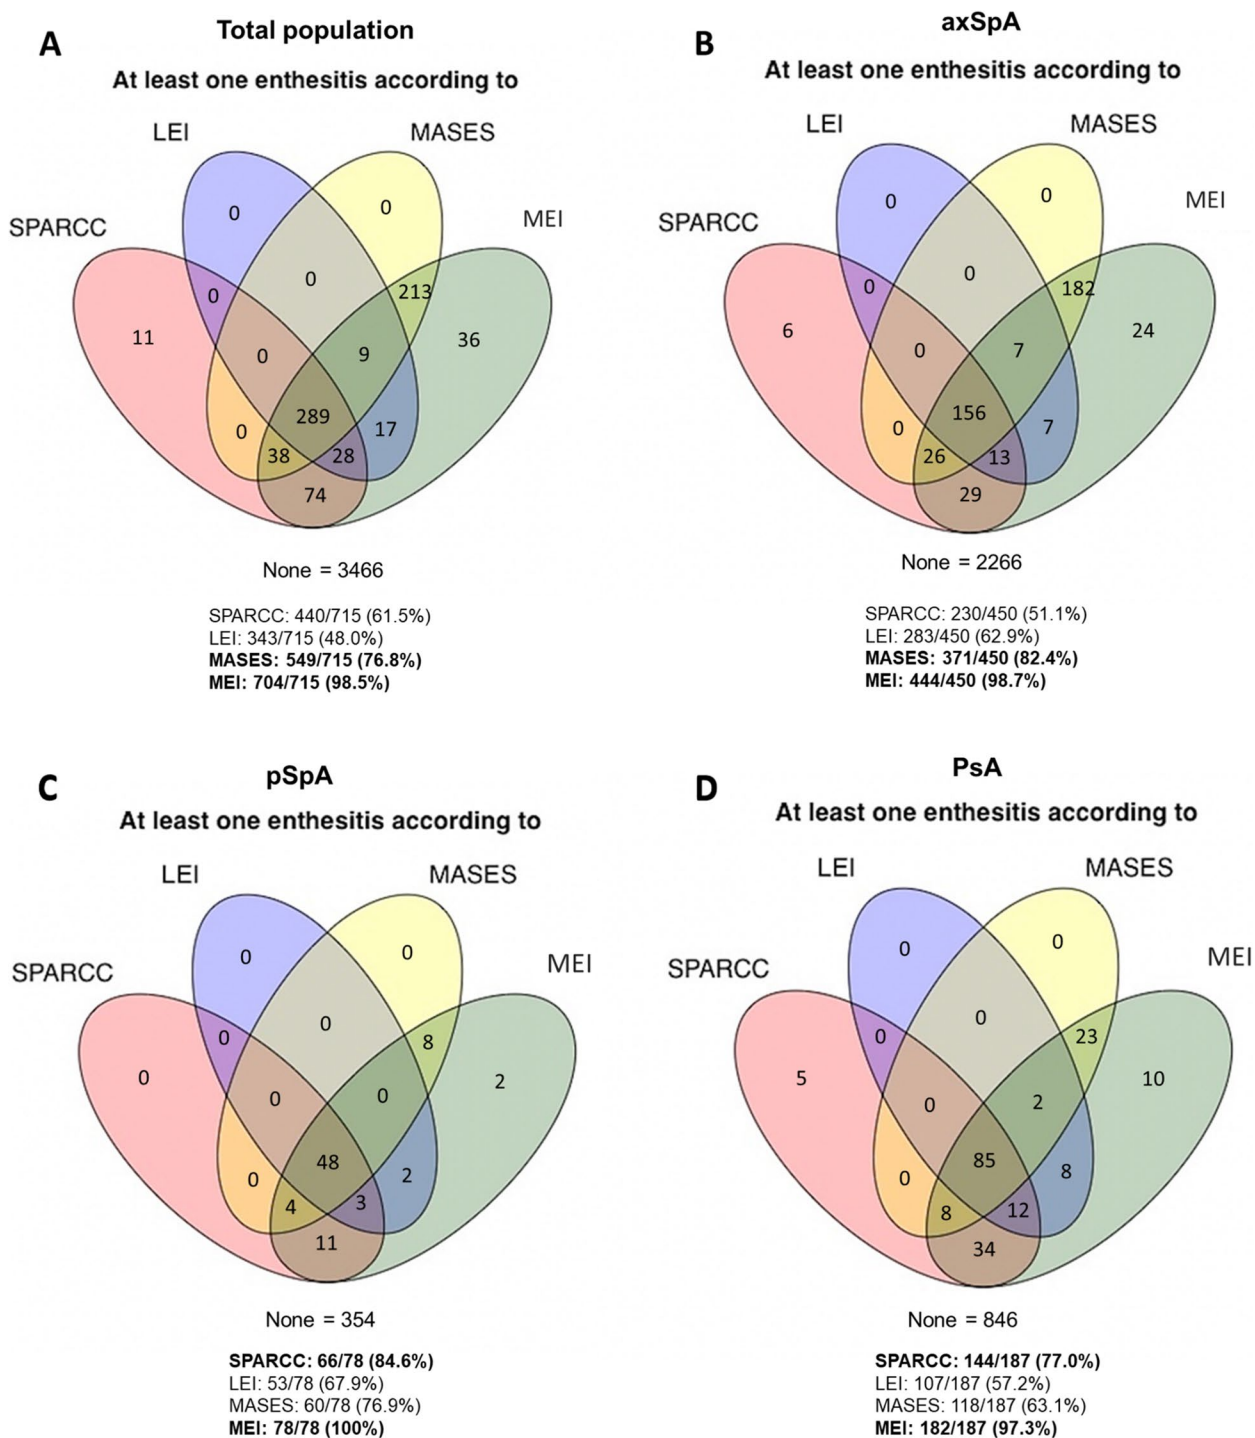 A
Total population
At least one enthesitis according to
LEI
MASES
SPARCC
MEI
0
0
0
0
213
11
36
0
9
289
0
17
38
28
74
None = 3466
SPARCC: 440/715 (61.5%)
LEI: 343/715 (48.0%)
MASES: 549/715 (76.8%)
MEI: 704/715 (98.5%)
B
axSpA
At least one enthesitis according to
LEI
MASES
SPARCC
MEI
0
0
0
0
182
6
24
0
7
156
0
7
26
13
29
None = 2266
SPARCC: 230/450 (51.1%)
LEI: 283/450 (62.9%)
MASES: 371/450 (82.4%)
MEI: 444/450 (98.7%)
C
pSpA
At least one enthesitis according to
LEI
MASES
SPARCC
MEI
0
0
0
0
8
0
2
0
0
48
0
2
4
3
11
None = 354
SPARCC: 66/78 (84.6%)
LEI: 53/78 (67.9%)
MASES: 60/78 (76.9%)
MEI: 78/78 (100%)
D
PsA
At least one enthesitis according to
LEI
MASES
SPARCC
MEI
0
0
0
0
23
5
10
0
2
85
0
8
8
12
34
None = 846
SPARCC: 144/187 (77.0%)
LEI: 107/187 (57.2%)
MASES: 118/187 (63.1%)
MEI: 182/187 (97.3%)